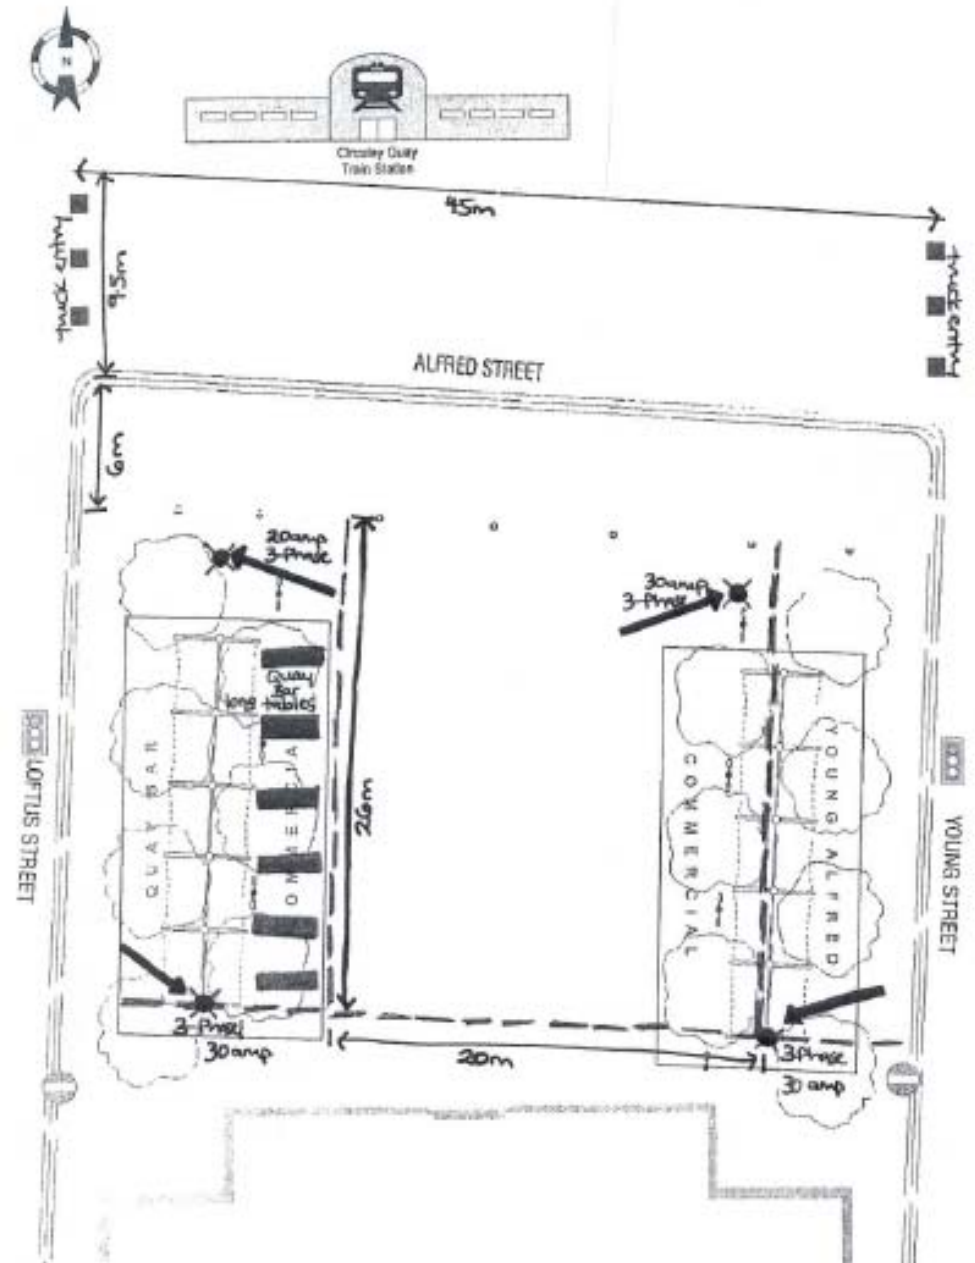 N
Circular Quay
Train Station
45m
truck entry
9.5m
truck entry
ALFRED STREET
6m
20amp
3-Phase
30amp
3-Phase
Quay
Bar
long tables
QUAY BAR
OMMERCIA
26m
COMMERCIAL
YOUNG ALFRED
LOFTUS STREET
YOUNG STREET
3-Phase
30amp
20m
3Phase
30 amp